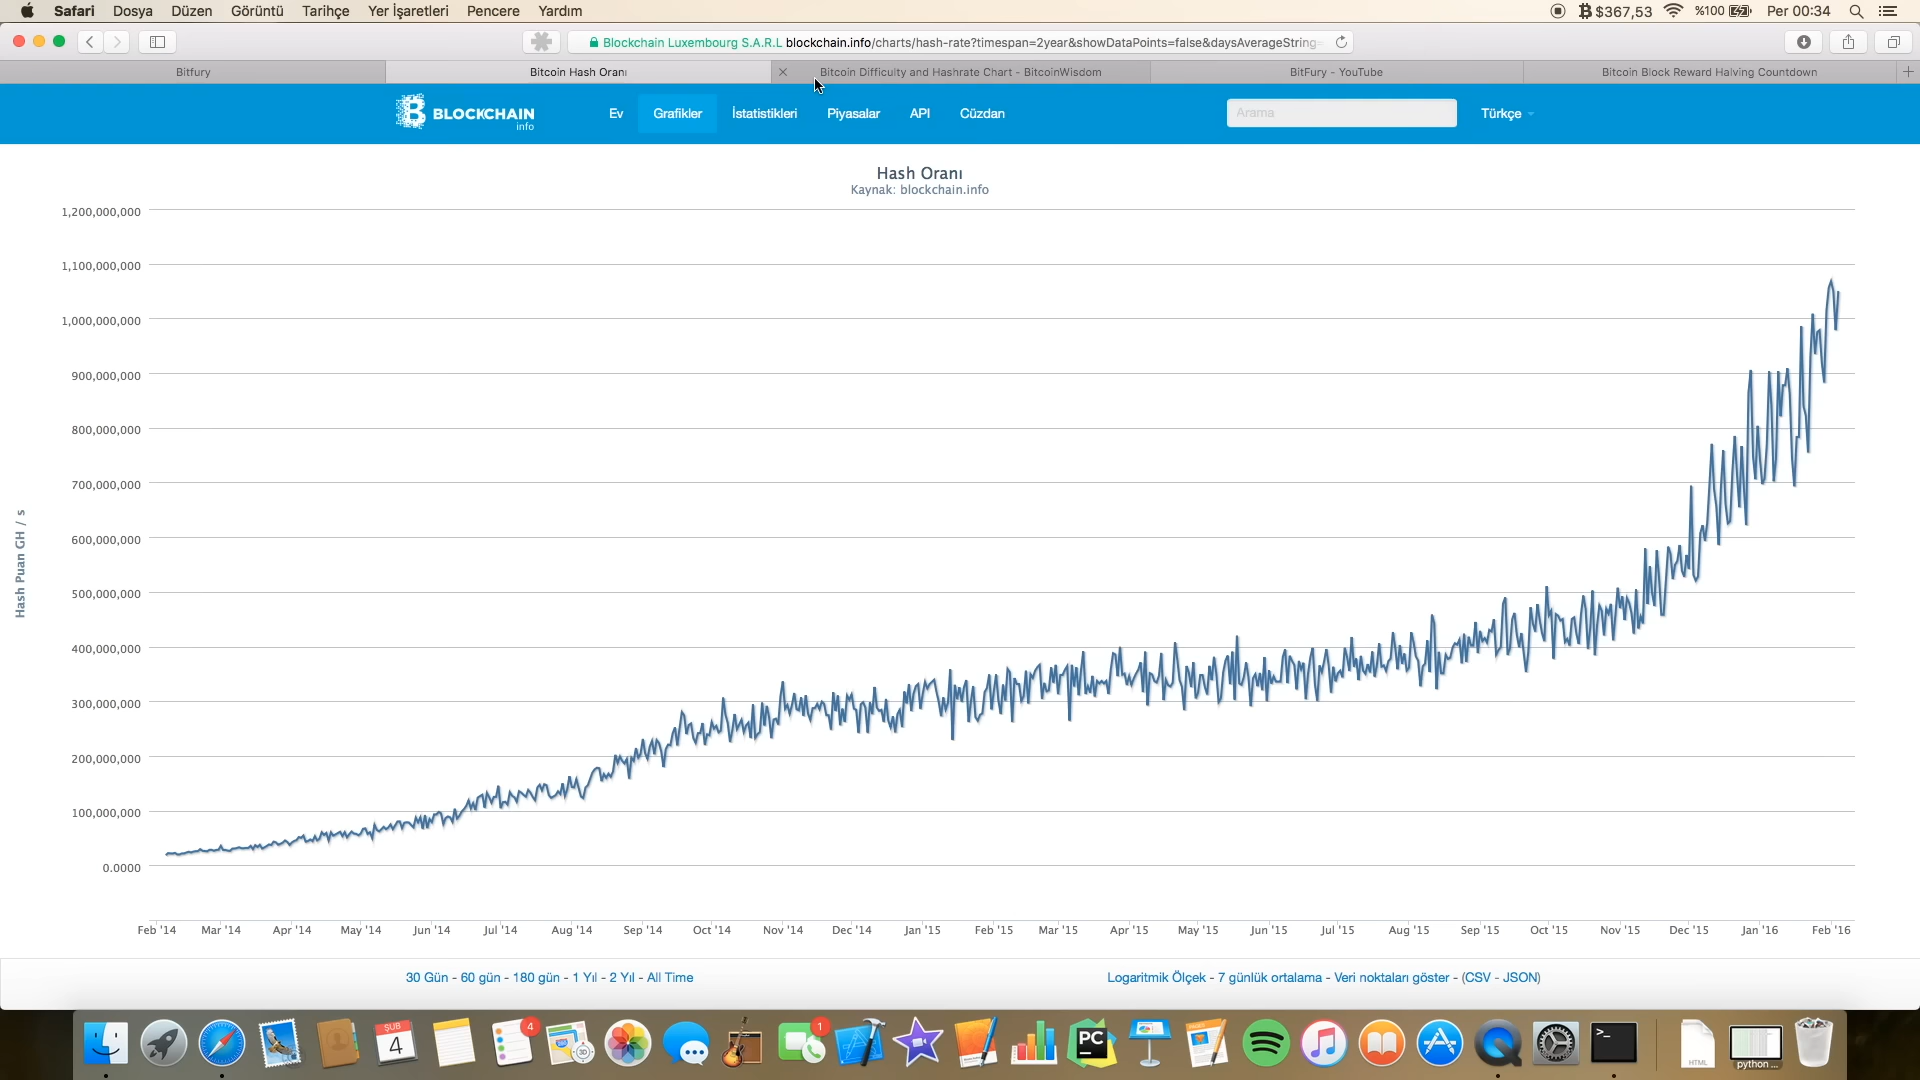 Safari Dosya Düzen Görüntü Tarihçe Yer İşaretleri Pencere Yardım $367,53 %100 Per 00:34
Blockchain Luxembourg S.A.R.L blockchain.info/charts/hash-rate?timespan=2year&showDataPoints=false&daysAverageString=
Bitfury Bitcoin Hash Oranı Bitcoin Difficulty and Hashrate Chart - BitcoinWisdom BitFury - YouTube Bitcoin Block Reward Halving Countdown
BLOCKCHAIN Ev Grafikler İstatistikleri Piyasalar API Cüzdan Arama Türkçe
info
Hash Oranı
Kaynak: blockchain.info
Hash Puan GH / s
1,200,000,000
1,100,000,000
1,000,000,000
900,000,000
800,000,000
700,000,000
600,000,000
500,000,000
400,000,000
300,000,000
200,000,000
100,000,000
0.0000
Feb '14 Mar '14 Apr '14 May '14 Jun '14 Jul '14 Aug '14 Sep '14 Oct '14 Nov '14 Dec '14 Jan '15 Feb '15 Mar '15 Apr '15 May '15 Jun '15 Jul '15 Aug '15 Sep '15 Oct '15 Nov '15 Dec '15 Jan '16 Feb '16
30 Gün - 60 gün - 180 gün - 1 Yıl - 2 Yıl - All Time Logaritmik Ölçek - 7 günlük ortalama - Veri noktaları göster - (CSV - JSON)
ŞUB
4
4
3D
1
PC
PAGES
>_
HTML
python ...